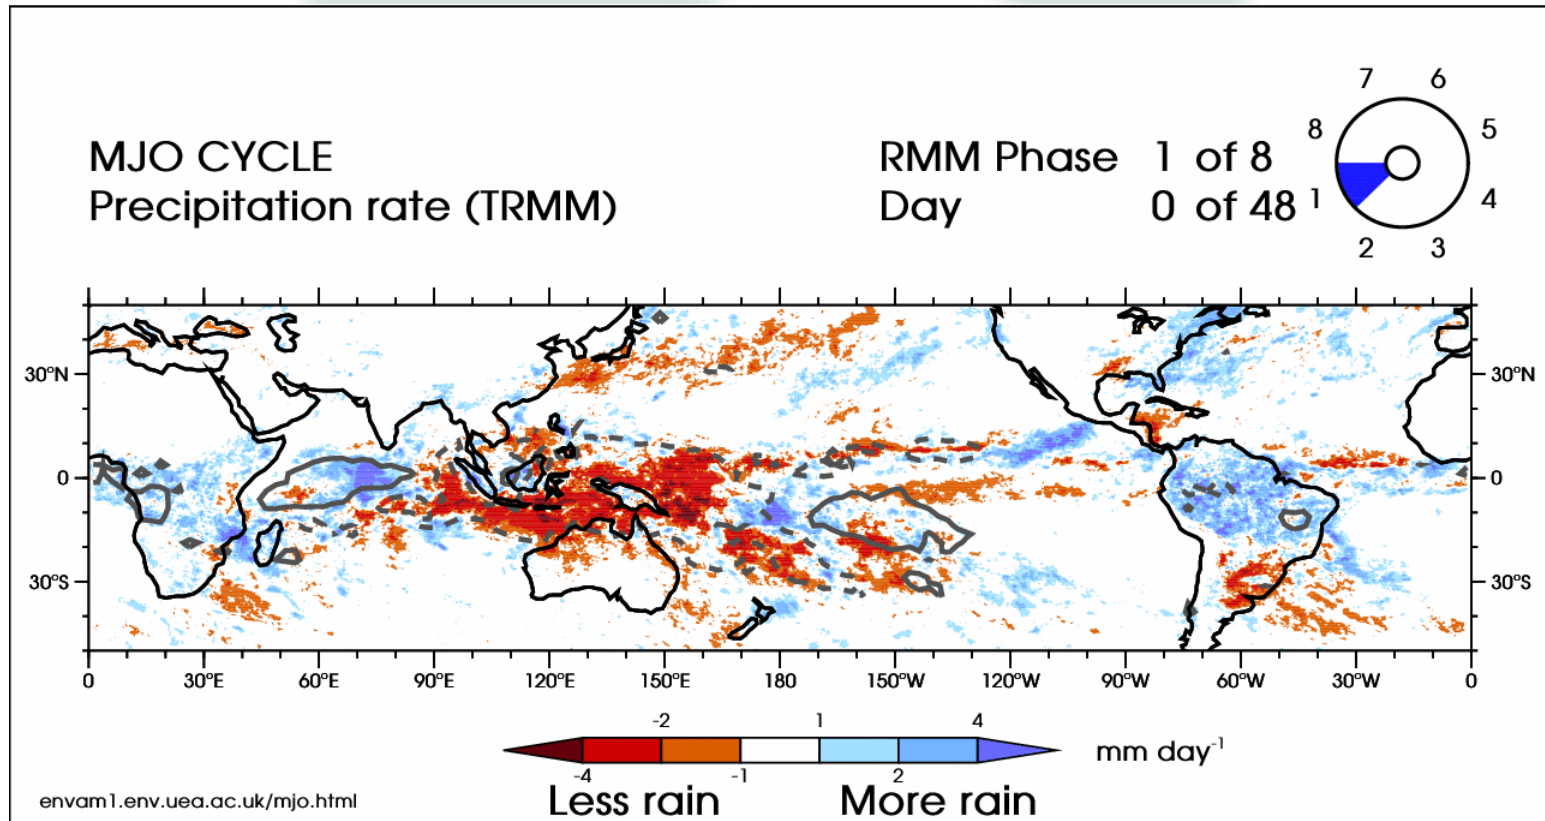 7 6
8 5
MJO CYCLE RMM Phase 1 of 8
Precipitation rate (TRMM) Day 0 of 48
1 4
2 3
30°N 30°N
0 0
30°S 30°S
0 30°E 60°E 90°E 120°E 150°E 180 150°W 120°W 90°W 60°W 30°W 0
-2 1 4
mm day-1
-4 -1 2
Less rain More rain
envam1.env.uea.ac.uk/mjo.html